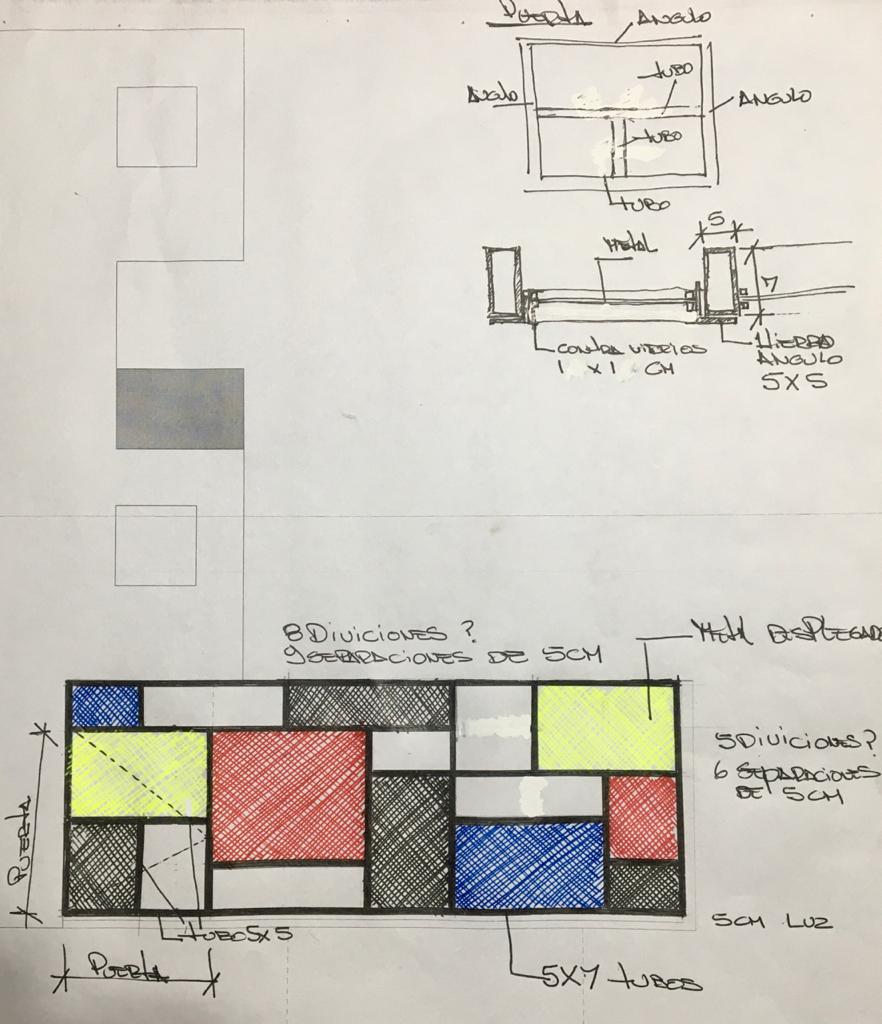 PUERTA
ANGULO
TUBO
ANGULO
ANGULO
TUBO
TUBO
5
METAL
7
CONTRA VIDRIOS
1 X 1 CM
HIERRO
ANGULO
5X5
8 DIVICIONES ?
9 SEPARACIONES DE 5CM
METAL DESPLEGAD
5 DIVICIONES?
6 SEPARACIONES
DE 5CM
PUERTA
5CM LUZ
TUBO 5X5
PUERTA
5X7 TUBOS